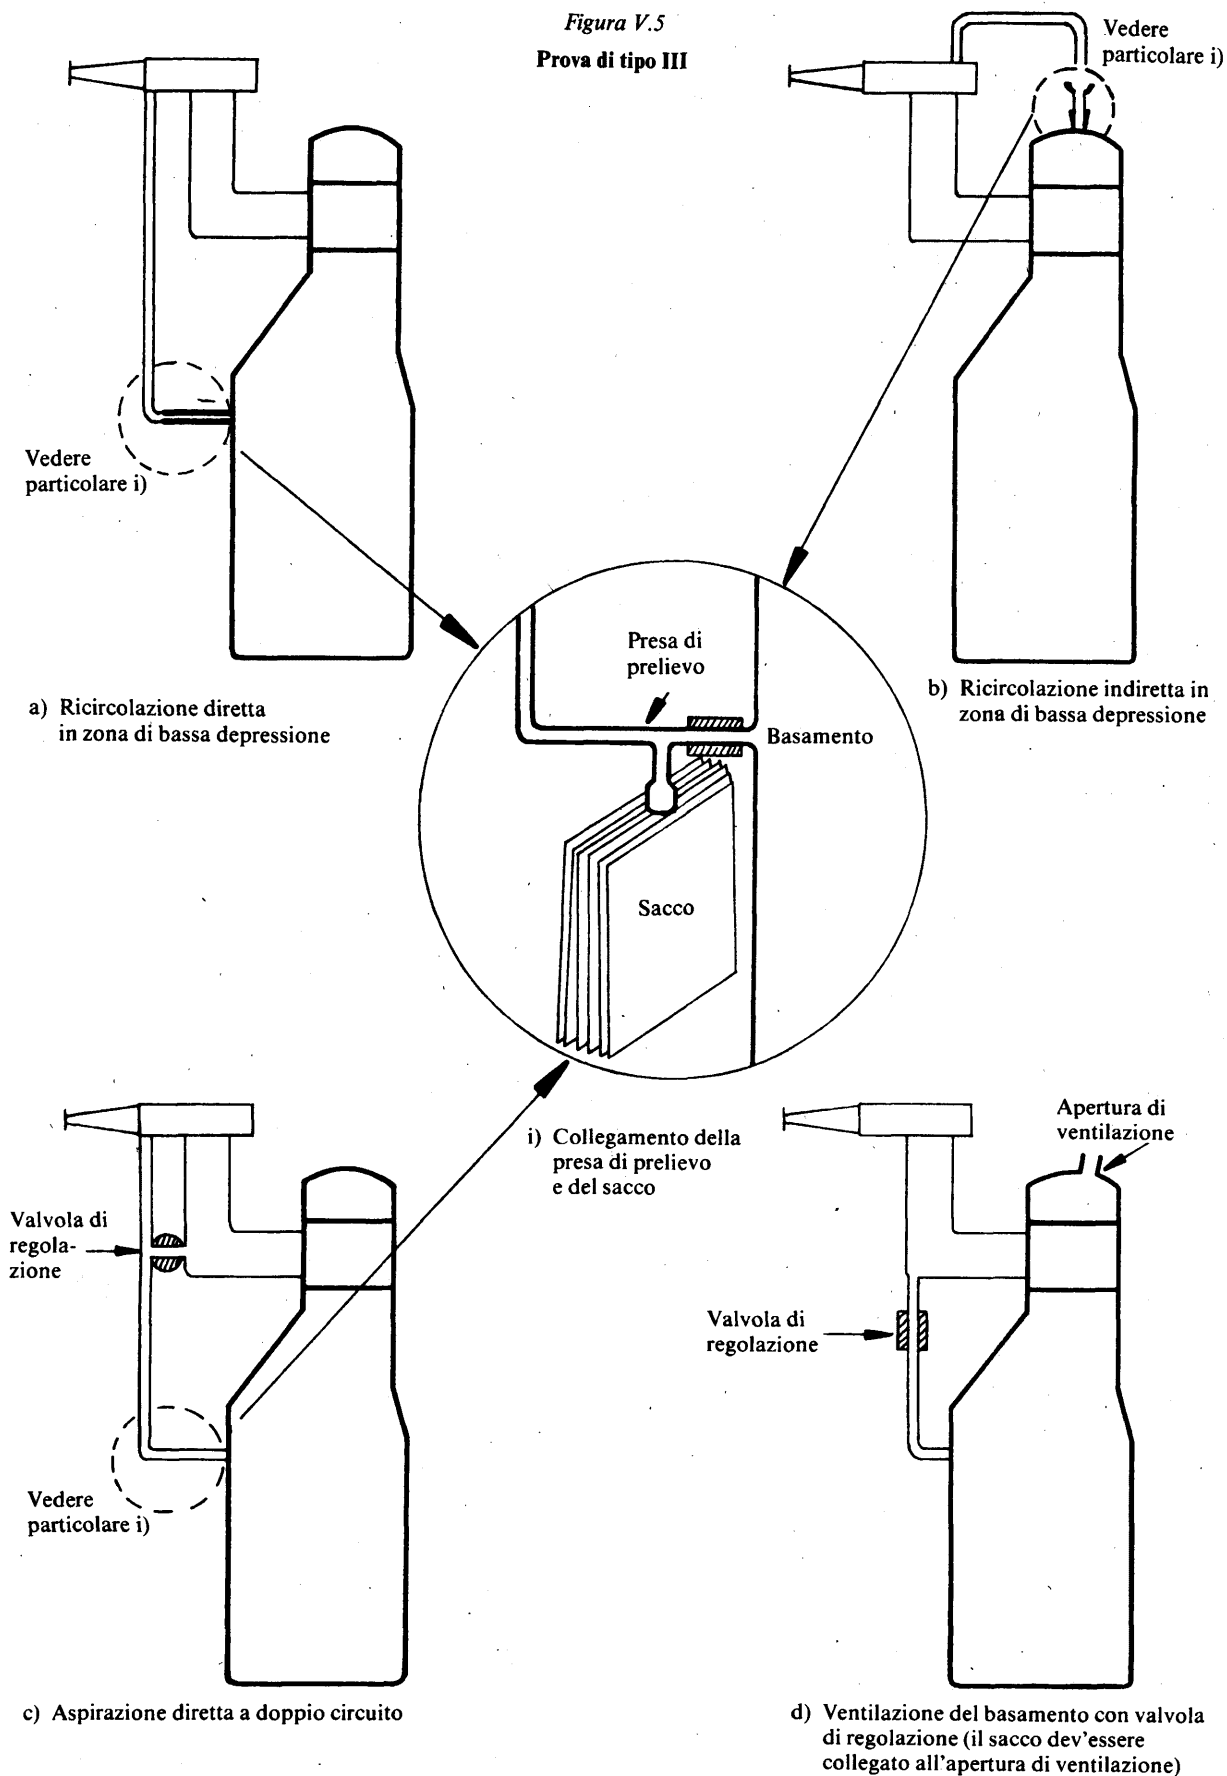 Figura V.5
Prova di tipo III
Vedere
particolare i)
Vedere
particolare i)
a) Ricircolazione diretta
in zona di bassa depressione
b) Ricircolazione indiretta in
zona di bassa depressione
Presa di
prelievo
Basamento
Sacco
i) Collegamento della
presa di prelievo
e del sacco
Valvola di
regola-
zione
Vedere
particolare i)
Apertura di
ventilazione
Valvola di
regolazione
c) Aspirazione diretta a doppio circuito
d) Ventilazione del basamento con valvola
di regolazione (il sacco dev'essere
collegato all'apertura di ventilazione)